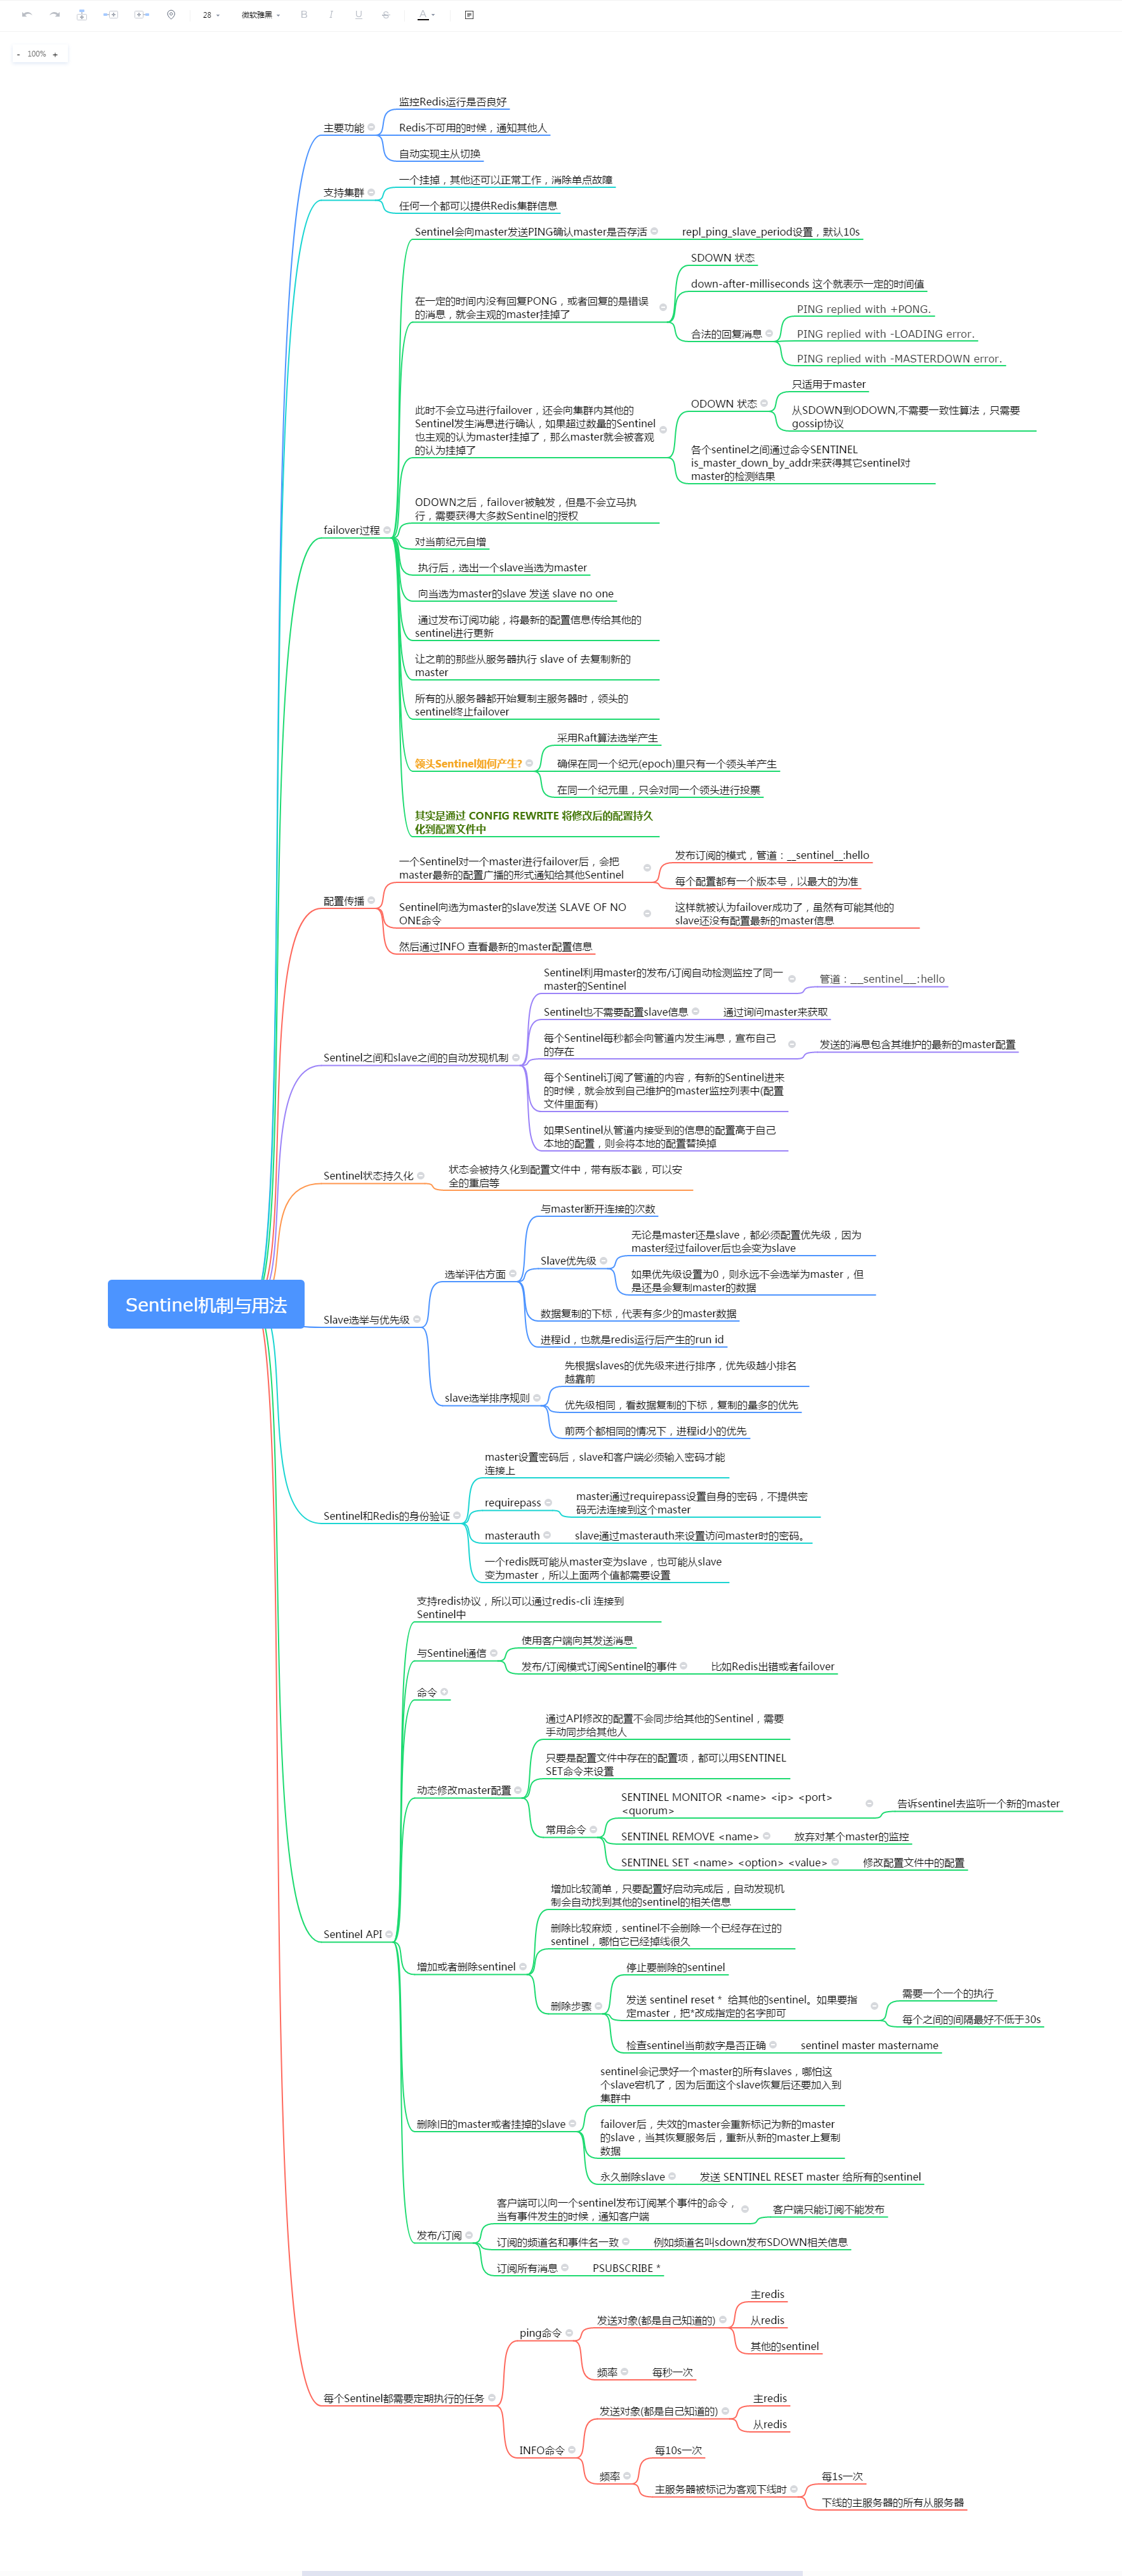 28
微软雅黑
B
I
U
S
A
- 100% +
主要功能
监控Redis运行是否良好
Redis不可用的时候，通知其他人
自动实现主从切换
支持集群
一个挂掉，其他还可以正常工作，消除单点故障
任何一个都可以提供Redis集群信息
failover过程
Sentinel会向master发送PING确认master是否存活
repl_ping_slave_period设置，默认10s
在一定的时间内没有回复PONG，或者回复的是错误
的消息，就会主观的master挂掉了
SDOWN 状态
down-after-milliseconds 这个就表示一定的时间值
合法的回复消息
PING replied with +PONG.
PING replied with -LOADING error.
PING replied with -MASTERDOWN error.
此时不会立马进行failover，还会向集群内其他的
Sentinel发生消息进行确认，如果超过数量的Sentinel
也主观的认为master挂掉了，那么master就会被客观
的认为挂掉了
ODOWN 状态
只适用于master
从SDOWN到ODOWN,不需要一致性算法，只需要
gossip协议
各个sentinel之间通过命令SENTINEL
is_master_down_by_addr来获得其它sentinel对
master的检测结果
ODOWN之后，failover被触发，但是不会立马执
行，需要获得大多数Sentinel的授权
对当前纪元自增
执行后，选出一个slave当选为master
向当选为master的slave 发送 slave no one
通过发布订阅功能，将最新的配置信息传给其他的
sentinel进行更新
让之前的那些从服务器执行 slave of 去复制新的
master
所有的从服务器都开始复制主服务器时，领头的
sentinel终止failover
领头Sentinel如何产生?
采用Raft算法选举产生
确保在同一个纪元(epoch)里只有一个领头羊产生
在同一个纪元里，只会对同一个领头进行投票
其实是通过 CONFIG REWRITE 将修改后的配置持久
化到配置文件中
配置传播
一个Sentinel对一个master进行failover后，会把
master最新的配置广播的形式通知给其他Sentinel
发布订阅的模式，管道：__sentinel__:hello
每个配置都有一个版本号，以最大的为准
Sentinel向选为master的slave发送 SLAVE OF NO
ONE命令
这样就被认为failover成功了，虽然有可能其他的
slave还没有配置最新的master信息
然后通过INFO 查看最新的master配置信息
Sentinel之间和slave之间的自动发现机制
Sentinel利用master的发布/订阅自动检测监控了同一
master的Sentinel
管道：__sentinel__:hello
Sentinel也不需要配置slave信息
通过询问master来获取
每个Sentinel每秒都会向管道内发生消息，宣布自己
的存在
发送的消息包含其维护的最新的master配置
每个Sentinel订阅了管道的内容，有新的Sentinel进来
的时候，就会放到自己维护的master监控列表中(配置
文件里面有)
如果Sentinel从管道内接受到的信息的配置高于自己
本地的配置，则会将本地的配置替换掉
Sentinel状态持久化
状态会被持久化到配置文件中，带有版本戳，可以安
全的重启等
Sentinel机制与用法
Slave选举与优先级
选举评估方面
与master断开连接的次数
Slave优先级
无论是master还是slave，都必须配置优先级，因为
master经过failover后也会变为slave
如果优先级设置为0，则永远不会选举为master，但
是还是会复制master的数据
数据复制的下标，代表有多少的master数据
进程id，也就是redis运行后产生的run id
slave选举排序规则
先根据slaves的优先级来进行排序，优先级越小排名
越靠前
优先级相同，看数据复制的下标，复制的量多的优先
前两个都相同的情况下，进程id小的优先
Sentinel和Redis的身份验证
master设置密码后，slave和客户端必须输入密码才能
连接上
requirepass
master通过requirepass设置自身的密码，不提供密
码无法连接到这个master
masterauth
slave通过masterauth来设置访问master时的密码。
一个redis既可能从master变为slave，也可能从slave
变为master，所以上面两个值都需要设置
Sentinel API
支持redis协议，所以可以通过redis-cli 连接到
Sentinel中
与Sentinel通信
使用客户端向其发送消息
发布/订阅模式订阅Sentinel的事件
比如Redis出错或者failover
命令
动态修改master配置
通过API修改的配置不会同步给其他的Sentinel，需要
手动同步给其他人
只要是配置文件中存在的配置项，都可以用SENTINEL
SET命令来设置
常用命令
SENTINEL MONITOR <name> <ip> <port>
<quorum>
告诉sentinel去监听一个新的master
SENTINEL REMOVE <name>
放弃对某个master的监控
SENTINEL SET <name> <option> <value>
修改配置文件中的配置
增加或者删除sentinel
增加比较简单，只要配置好启动完成后，自动发现机
制会自动找到其他的sentinel的相关信息
删除比较麻烦，sentinel不会删除一个已经存在过的
sentinel，哪怕它已经掉线很久
删除步骤
停止要删除的sentinel
发送 sentinel reset * 给其他的sentinel。如果要指
定master，把*改成指定的名字即可
需要一个一个的执行
每个之间的间隔最好不低于30s
检查sentinel当前数字是否正确
sentinel master mastername
删除旧的master或者挂掉的slave
sentinel会记录好一个master的所有slaves，哪怕这
个slave宕机了，因为后面这个slave恢复后还要加入到
集群中
failover后，失效的master会重新标记为新的master
的slave，当其恢复服务后，重新从新的master上复制
数据
永久删除slave
发送 SENTINEL RESET master 给所有的sentinel
发布/订阅
客户端可以向一个sentinel发布订阅某个事件的命令，
当有事件发生的时候，通知客户端
客户端只能订阅不能发布
订阅的频道名和事件名一致
例如频道名叫sdown发布SDOWN相关信息
订阅所有消息
PSUBSCRIBE *
每个Sentinel都需要定期执行的任务
ping命令
发送对象(都是自己知道的)
主redis
从redis
其他的sentinel
频率
每秒一次
INFO命令
发送对象(都是自己知道的)
主redis
从redis
频率
每10s一次
主服务器被标记为客观下线时
每1s一次
下线的主服务器的所有从服务器